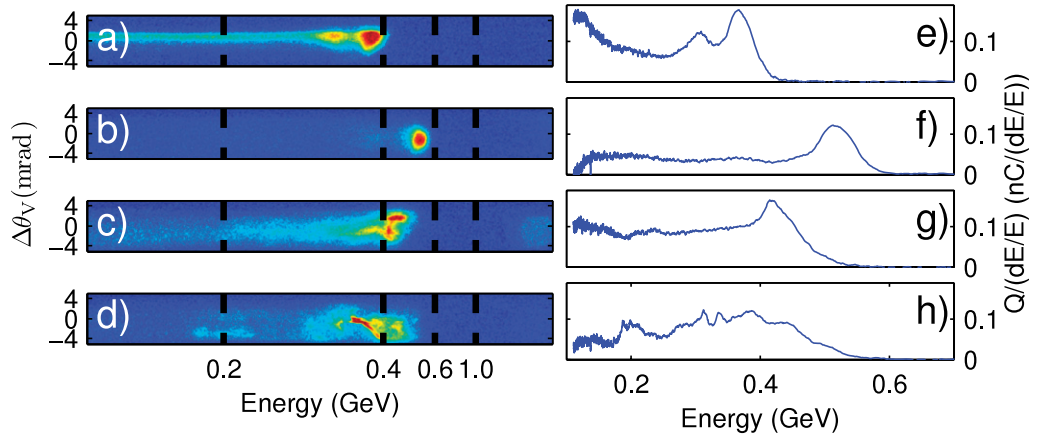 Δθ_V (mrad)
4
0
−4
a)
4
0
−4
b)
4
0
−4
c)
4
0
−4
d)
0.2 0.4 0.6 1.0
Energy (GeV)
e)
0.1
0
f)
0.1
0
g)
0.1
0
h)
0.1
0
Q/(dE/E) (nC/(dE/E))
0.2 0.4 0.6
Energy (GeV)